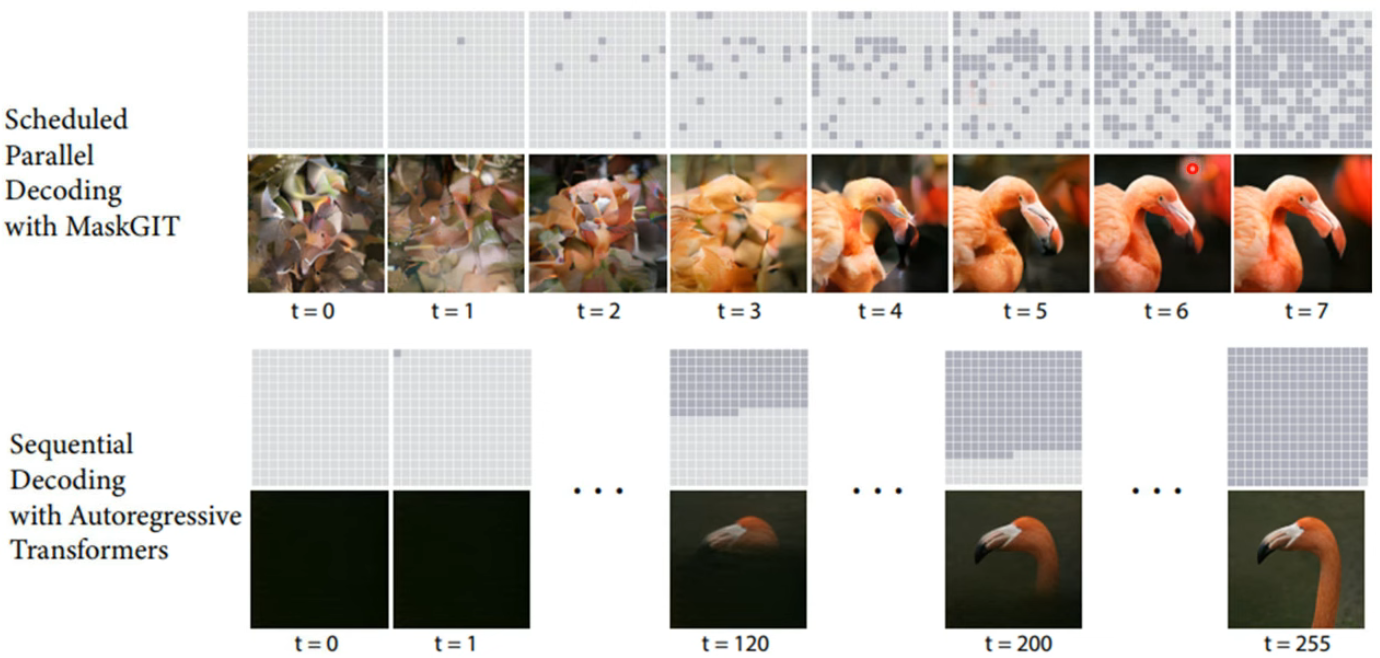 Scheduled
Parallel
Decoding
with MaskGIT
t = 0
t = 1
t = 2
t = 3
t = 4
t = 5
t = 6
t = 7
Sequential
Decoding
with Autoregressive
Transformers
...
...
...
t = 0
t = 1
t = 120
t = 200
t = 255